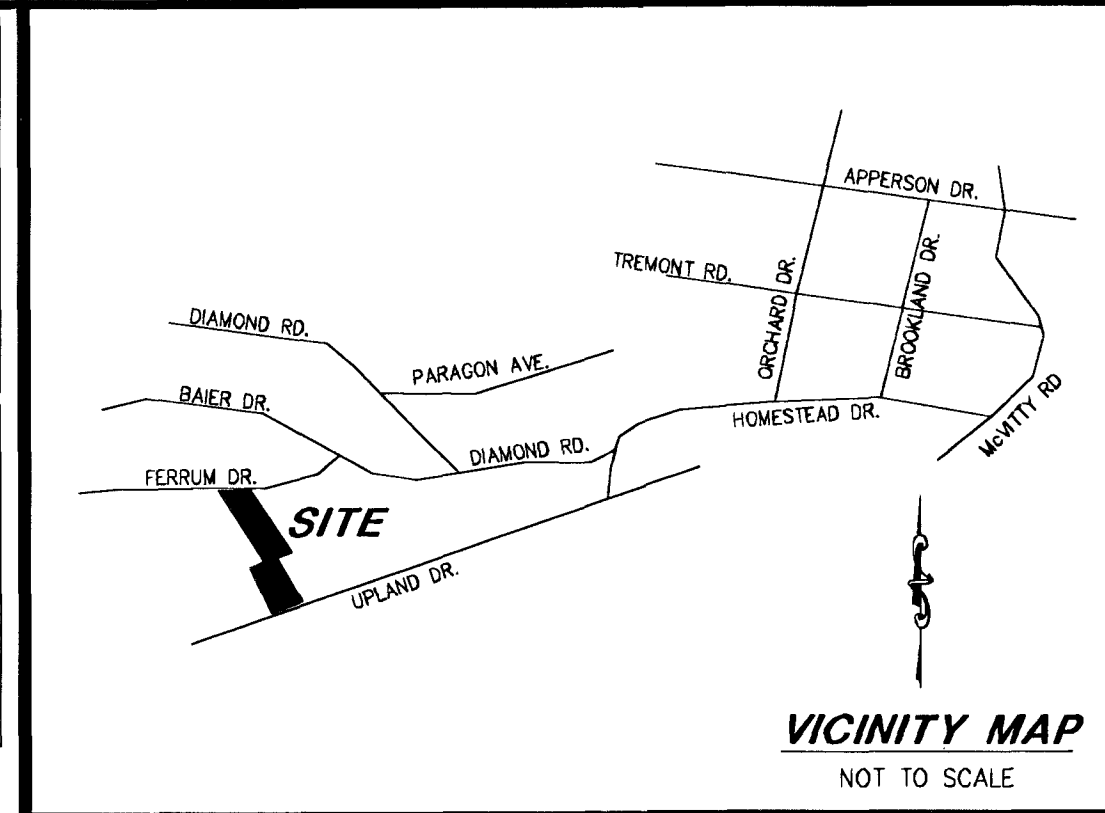 APPERSON DR.
TREMONT RD.
ORCHARD DR.
BROOKLAND DR.
DIAMOND RD.
PARAGON AVE.
BAIER DR.
HOMESTEAD DR.
McVITTY RD
DIAMOND RD.
FERRUM DR.
SITE
UPLAND DR.
VICINITY MAP
NOT TO SCALE